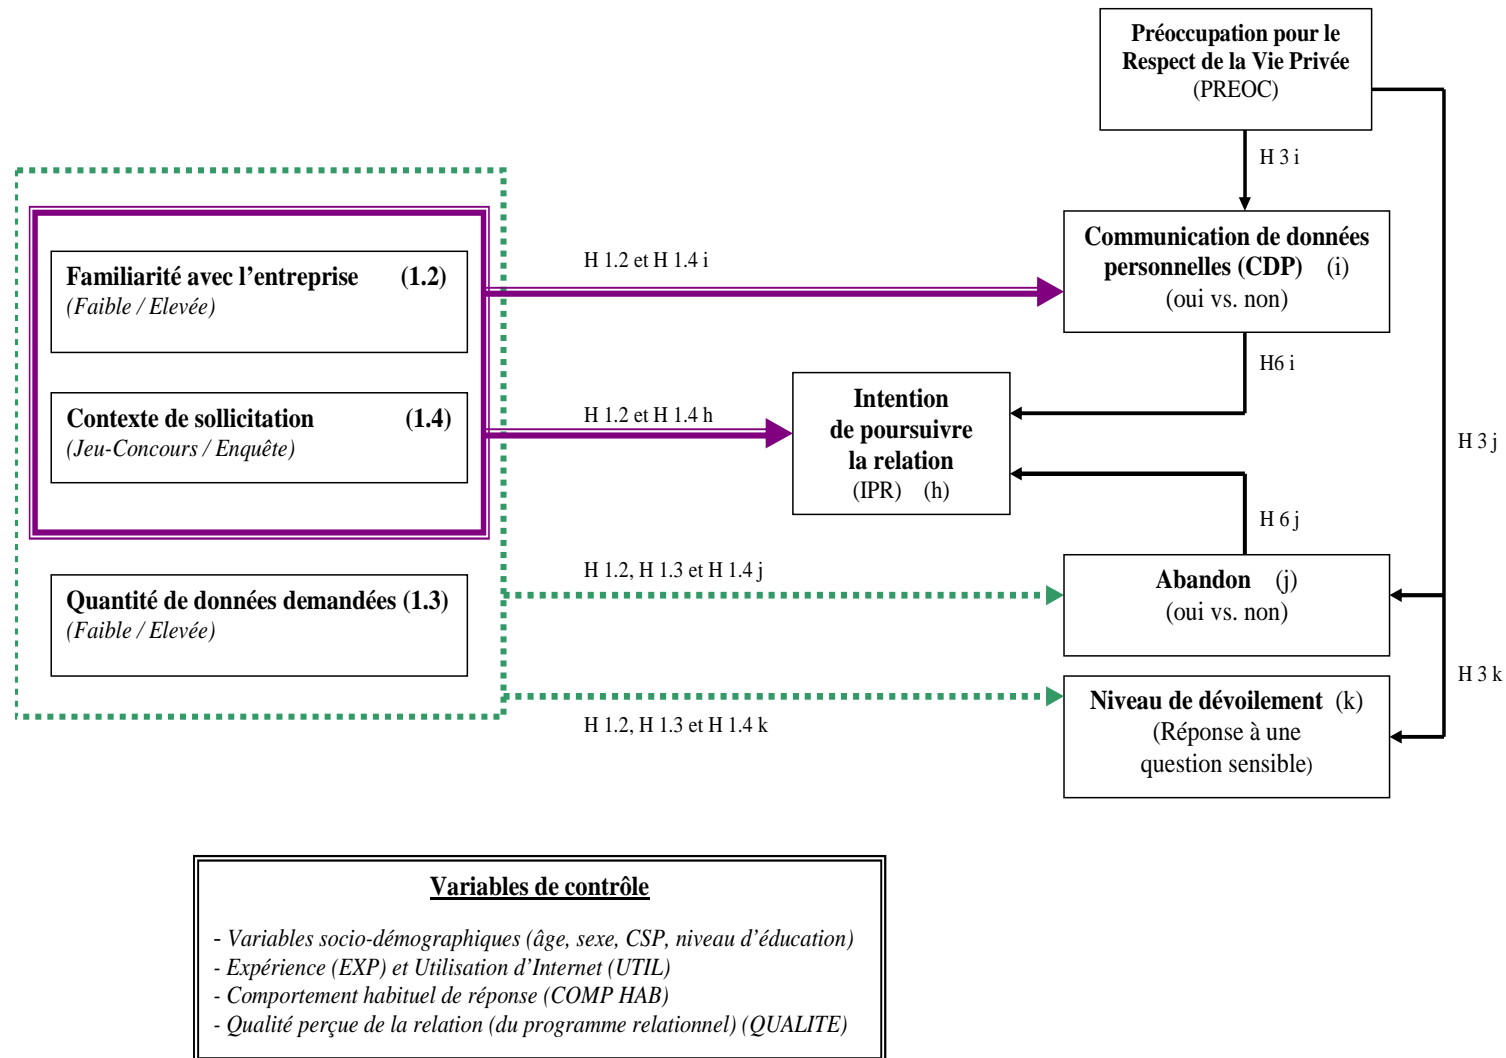 Préoccupation pour le
Respect de la Vie Privée
(PREOC)
H 3 i
Familiarité avec l’entreprise (1.2)
(Faible / Elevée)
H 1.2 et H 1.4 i
Communication de données
personnelles (CDP) (i)
(oui vs. non)
H6 i
Contexte de sollicitation (1.4)
(Jeu-Concours / Enquête)
H 1.2 et H 1.4 h
Intention
de poursuivre
la relation
(IPR) (h)
H 3 j
H 6 j
Quantité de données demandées (1.3)
(Faible / Elevée)
H 1.2, H 1.3 et H 1.4 j
Abandon (j)
(oui vs. non)
H 3 k
H 1.2, H 1.3 et H 1.4 k
Niveau de dévoilement (k)
(Réponse à une
question sensible)
Variables de contrôle
- Variables socio-démographiques (âge, sexe, CSP, niveau d’éducation)
- Expérience (EXP) et Utilisation d’Internet (UTIL)
- Comportement habituel de réponse (COMP HAB)
- Qualité perçue de la relation (du programme relationnel) (QUALITE)